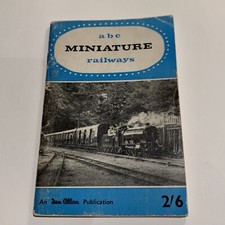 abc
MINIATURE
railways
An Ian Allan Publication 2/6